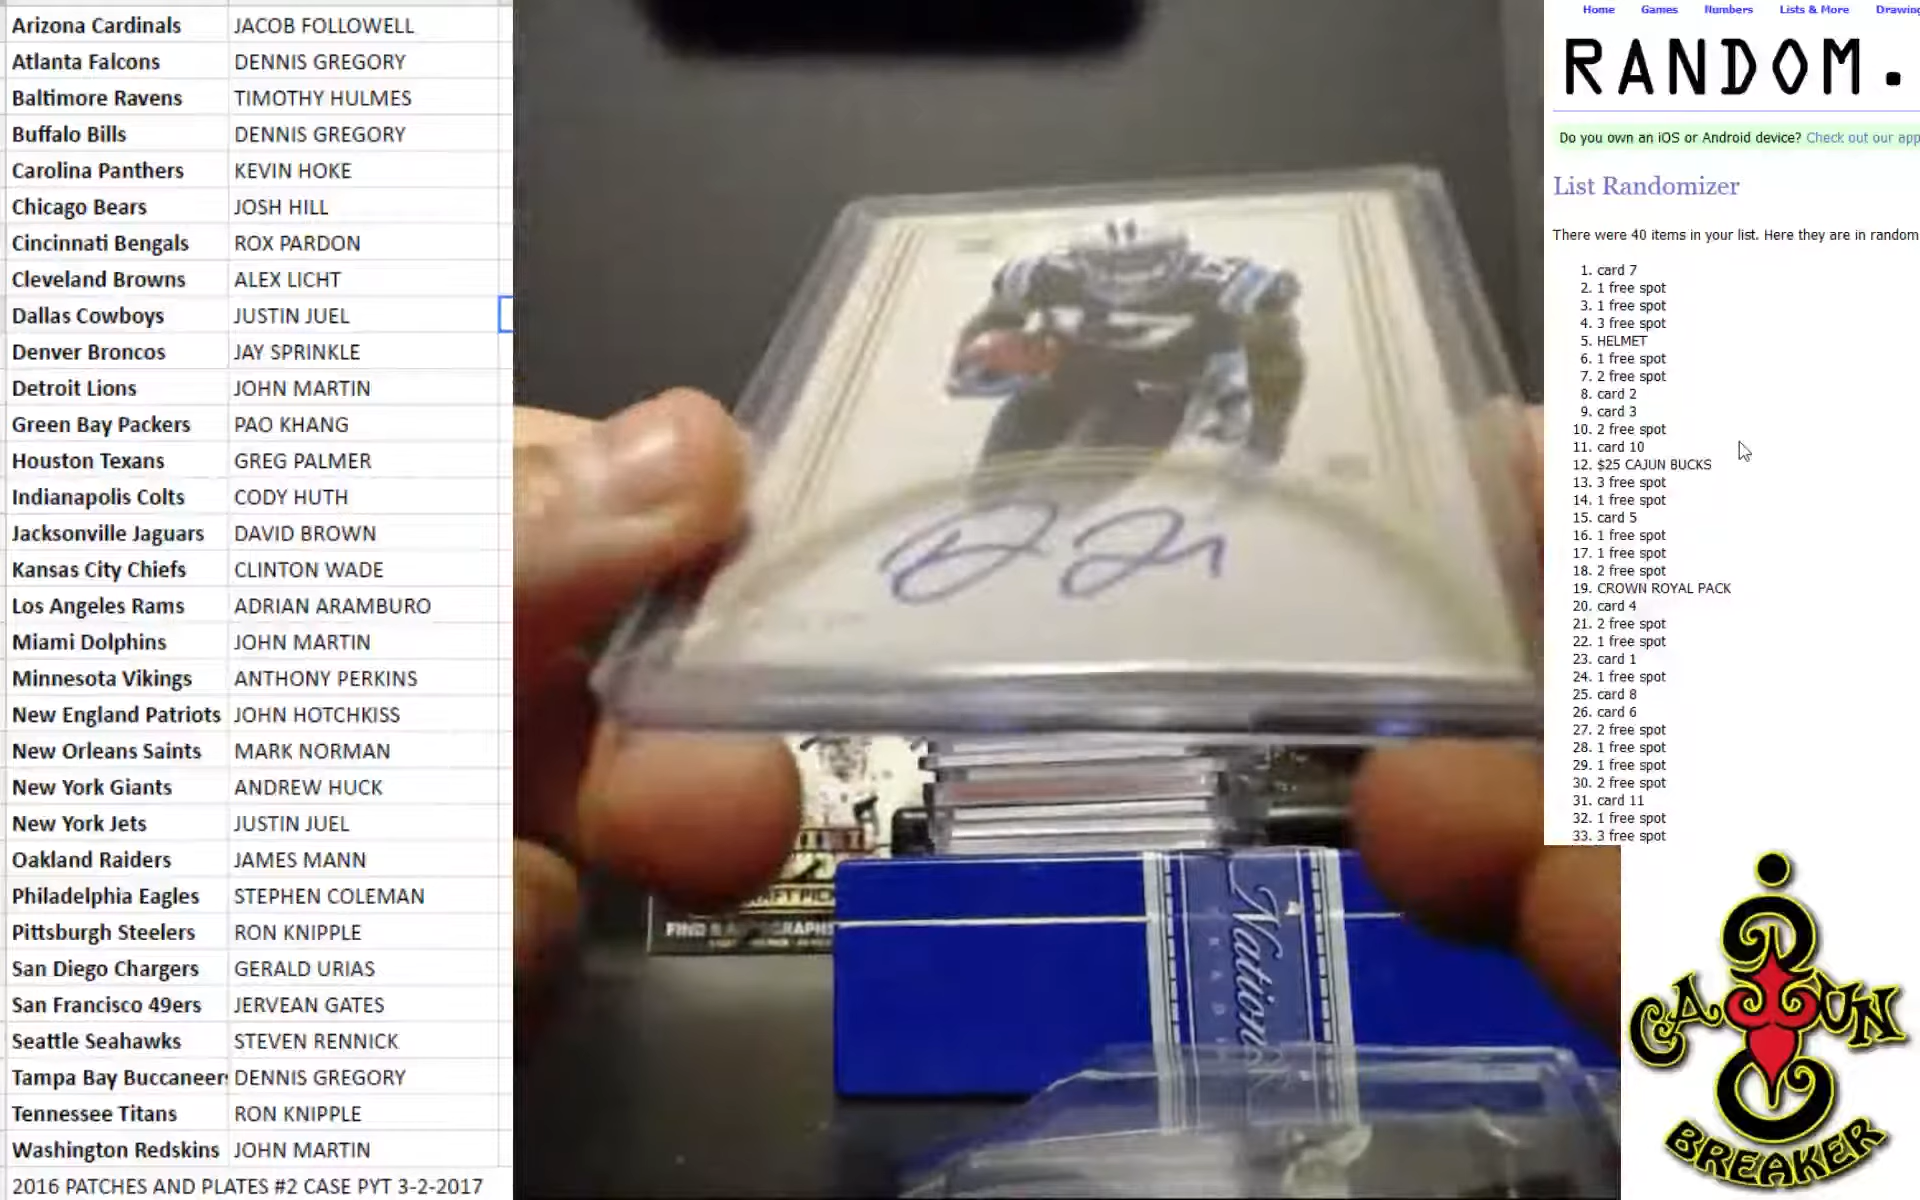 Arizona Cardinals JACOB FOLLOWELL
Atlanta Falcons DENNIS GREGORY
Baltimore Ravens TIMOTHY HULMES
Buffalo Bills DENNIS GREGORY
Carolina Panthers KEVIN HOKE
Chicago Bears JOSH HILL
Cincinnati Bengals ROX PARDON
Cleveland Browns ALEX LICHT
Dallas Cowboys JUSTIN JUEL
Denver Broncos JAY SPRINKLE
Detroit Lions JOHN MARTIN
Green Bay Packers PAO KHANG
Houston Texans GREG PALMER
Indianapolis Colts CODY HUTH
Jacksonville Jaguars DAVID BROWN
Kansas City Chiefs CLINTON WADE
Los Angeles Rams ADRIAN ARAMBURO
Miami Dolphins JOHN MARTIN
Minnesota Vikings ANTHONY PERKINS
New England Patriots JOHN HOTCHKISS
New Orleans Saints MARK NORMAN
New York Giants ANDREW HUCK
New York Jets JUSTIN JUEL
Oakland Raiders JAMES MANN
Philadelphia Eagles STEPHEN COLEMAN
Pittsburgh Steelers RON KNIPPLE
San Diego Chargers GERALD URIAS
San Francisco 49ers JERVEAN GATES
Seattle Seahawks STEVEN RENNICK
Tampa Bay Buccaneers DENNIS GREGORY
Tennessee Titans RON KNIPPLE
Washington Redskins JOHN MARTIN
2016 PATCHES AND PLATES #2 CASE PYT 3-2-2017
17
FIND
National
Home Games Numbers Lists & More Drawing
RANDOM.
Do you own an iOS or Android device? Check out our app
List Randomizer
There were 40 items in your list. Here they are in random
1. card 7
2. 1 free spot
3. 1 free spot
4. 3 free spot
5. HELMET
6. 1 free spot
7. 2 free spot
8. card 2
9. card 3
10. 2 free spot
11. card 10
12. $25 CAJUN BUCKS
13. 3 free spot
14. 1 free spot
15. card 5
16. 1 free spot
17. 1 free spot
18. 2 free spot
19. CROWN ROYAL PACK
20. card 4
21. 2 free spot
22. 1 free spot
23. card 1
24. 1 free spot
25. card 8
26. card 6
27. 2 free spot
28. 1 free spot
29. 1 free spot
30. 2 free spot
31. card 11
32. 1 free spot
33. 3 free spot
CAJUN
BREAKER